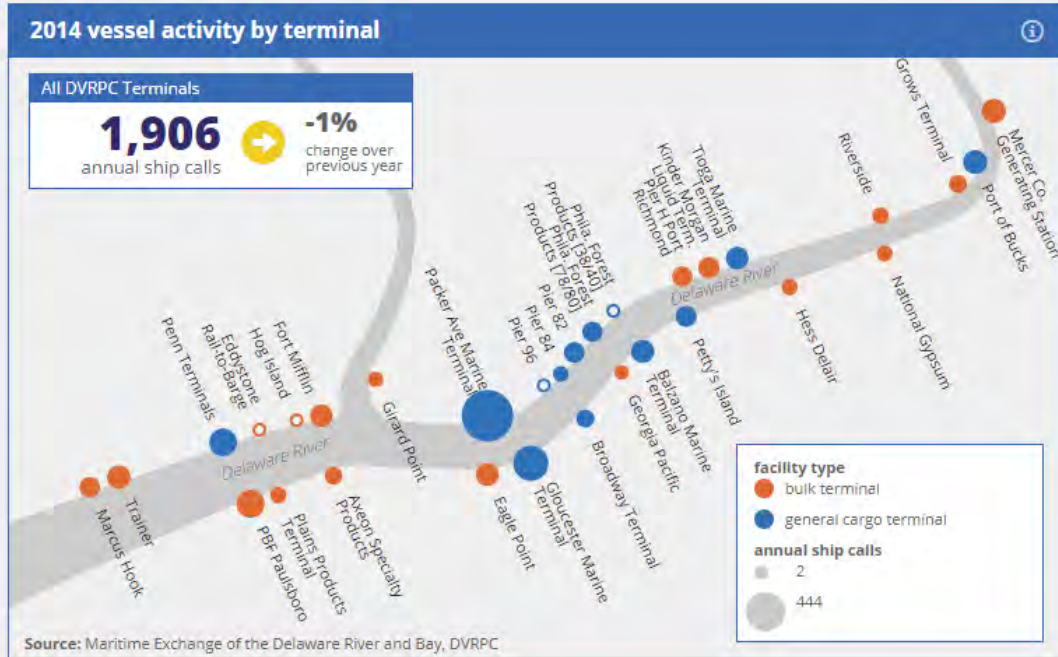 2014 vessel activity by terminal
All DVRPC Terminals
1,906
annual ship calls
-1%
change over
previous year
Marcus Hook
Trainer
Penn Terminals
Eddystone
Rail-to-Barge
Hog Island
Fort Mifflin
Delaware River
PBF Paulsboro
Plains Products
Terminal
Axeon Specialty
Products
Girard Point
Packer Ave Marine
Terminal
Eagle Point
Gloucester Marine
Terminal
Pier 96
Pier 84
Pier 82
Phila. Forest
Products [78/80]
Phila. Forest
Products [38/40]
Broadway Terminal
Georgia Pacific
Balzano Marine
Terminal
Petty's Island
Pier H Port
Richmond
Kinder Morgan
Liquid Term.
Tioga Marine
Terminal
Delaware River
Hess Delair
Riverside
National Gypsum
Grows Terminal
Port of Bucks
Mercer Co.
Generating Station
facility type
bulk terminal
general cargo terminal
annual ship calls
2
444
Source: Maritime Exchange of the Delaware River and Bay, DVRPC